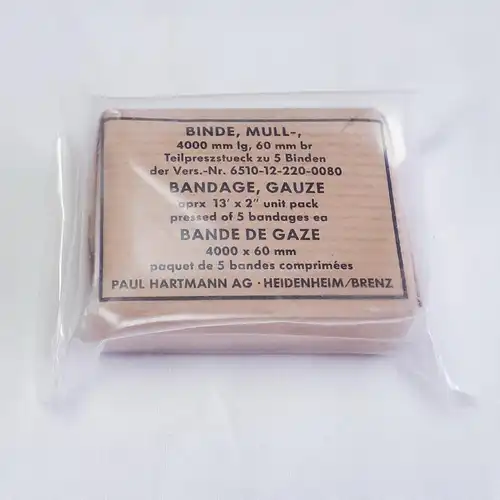 BINDE, MULL-,
4000 mm lg, 60 mm br
Teilpreszstueck zu 5 Binden
der Vers.-Nr. 6510-12-220-0080
BANDAGE, GAUZE
aprx 13' x 2" unit pack
pressed of 5 bandages ea
BANDE DE GAZE
4000 x 60 mm
paquet de 5 bandes comprimées
PAUL HARTMANN AG · HEIDENHEIM/BRENZ